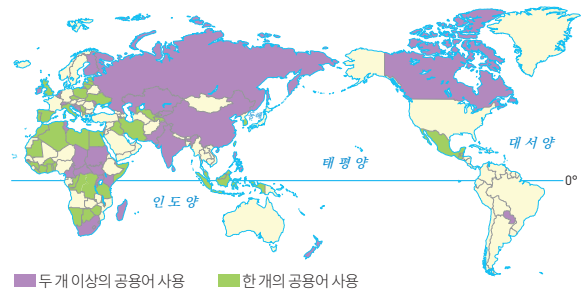 대 서 양
태 평 양
0°
인 도 양
두 개 이상의 공용어 사용
한 개의 공용어 사용